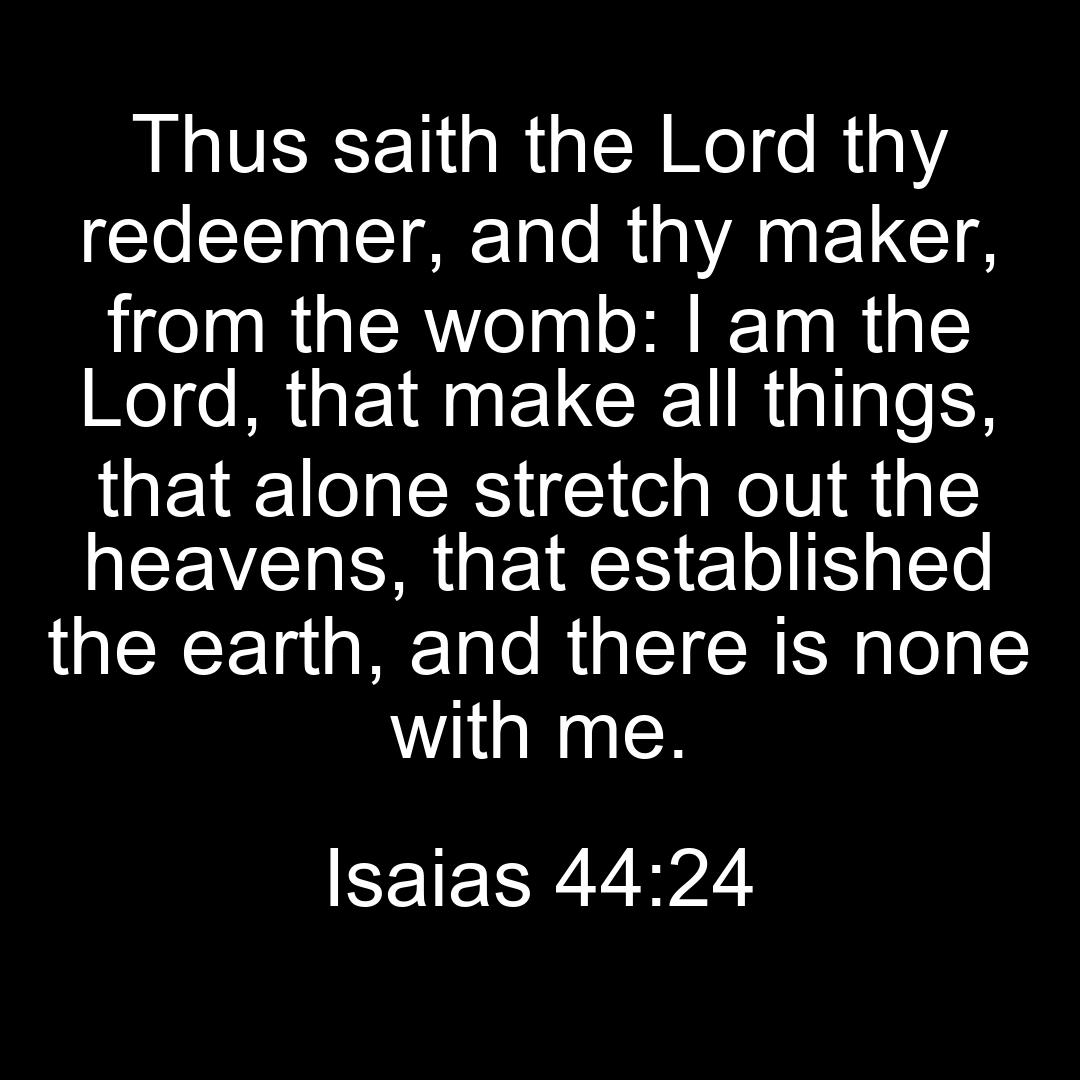 Thus saith the Lord thy
redeemer, and thy maker,
from the womb: I am the
Lord, that make all things,
that alone stretch out the
heavens, that established
the earth, and there is none
with me.
Isaias 44:24